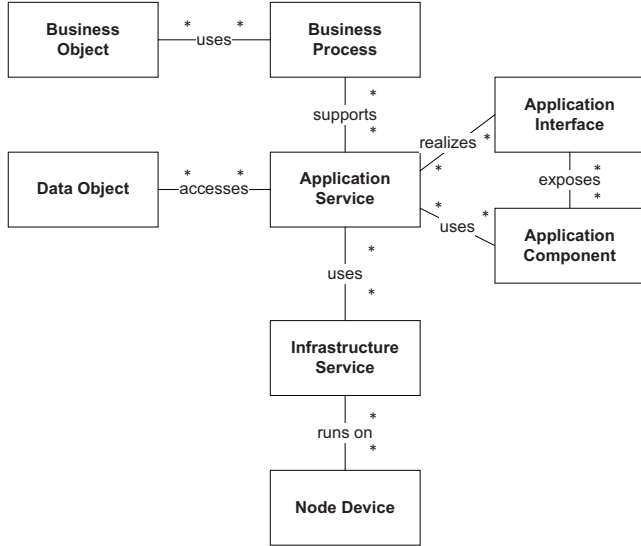 Business
Object
* uses *
Business
Process
*
supports
*
Application
Interface
realizes *
*
Data Object
* accesses *
Application
Service
exposes *
*
* uses *
Application
Component
*
uses
*
Infrastructure
Service
*
runs on
*
Node Device